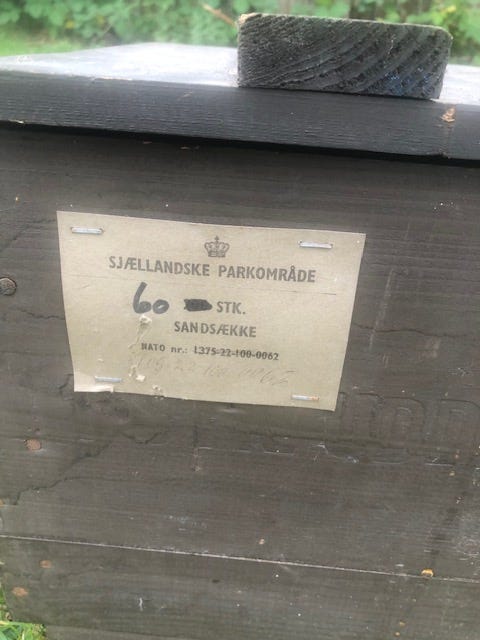 SJÆLLANDSKE PARKOMRÅDE
60 STK.
SANDSÆKKE
NATO nr.: 1375-22-100-0062